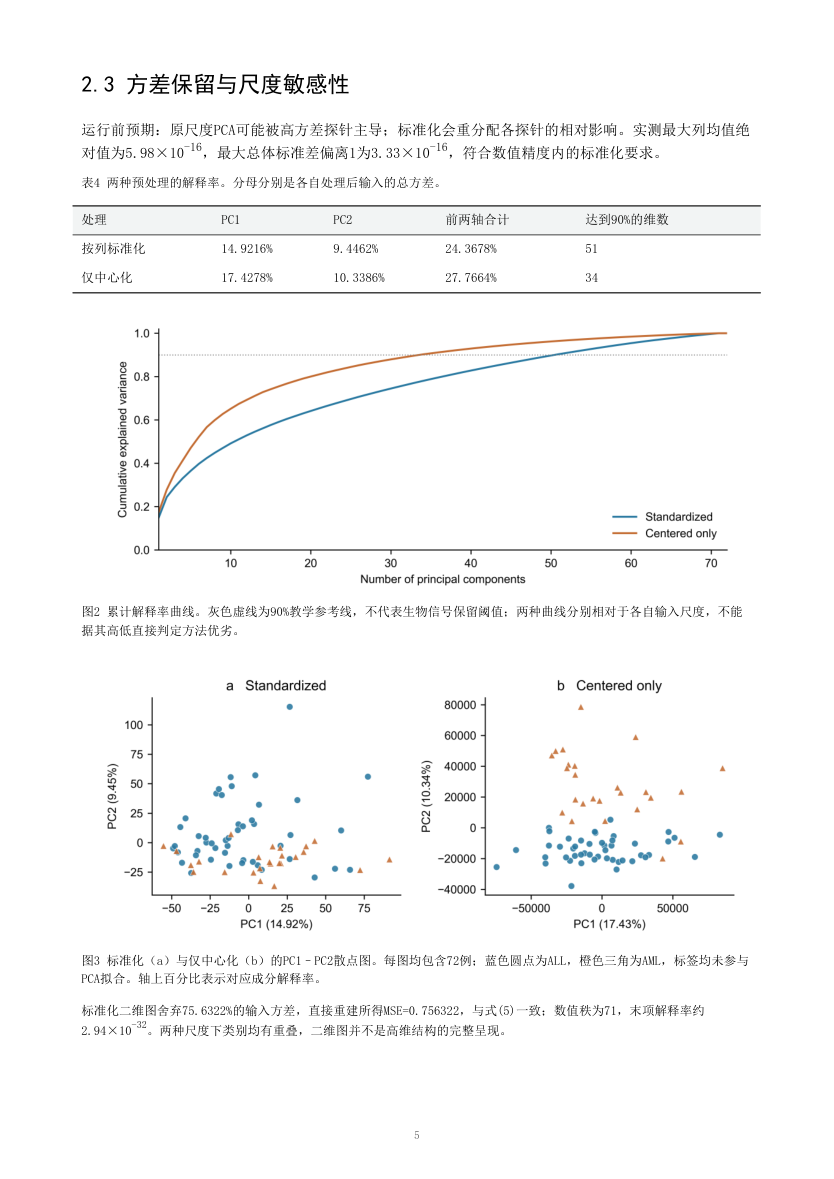 2.3 方差保留与尺度敏感性
运行前预期：原尺度PCA可能被高方差探针主导；标准化会重分配各探针的相对影响。实测最大列均值绝
对值为5.98×10⁻¹⁶，最大总体标准差偏离1为3.33×10⁻¹⁶，符合数值精度内的标准化要求。
表4 两种预处理的解释率。分母分别是各自处理后输入的总方差。
处理 PC1 PC2 前两轴合计 达到90%的维数
按列标准化 14.9216% 9.4462% 24.3678% 51
仅中心化 17.4278% 10.3386% 27.7664% 34
1.0
0.8
0.6
0.4
0.2
0.0
Cumulative explained variance
Standardized
Centered only
10 20 30 40 50 60 70
Number of principal components
图2 累计解释率曲线。灰色虚线为90%教学参考线，不代表生物信号保留阈值；两种曲线分别相对于各自输入尺度，不能
据其高低直接判定方法优劣。
a Standardized
100
75
50
25
0
−25
PC2 (9.45%)
−50 −25 0 25 50 75
PC1 (14.92%)
b Centered only
80000
60000
40000
20000
0
−20000
−40000
PC2 (10.34%)
−50000 0 50000
PC1 (17.43%)
图3 标准化（a）与仅中心化（b）的PC1–PC2散点图。每图均包含72例；蓝色圆点为ALL，橙色三角为AML，标签均未参与
PCA拟合。轴上百分比表示对应成分解释率。
标准化二维图舍弃75.6322%的输入方差，直接重建所得MSE=0.756322，与式(5)一致；数值秩为71，末项解释率约
2.94×10⁻³²。两种尺度下类别均有重叠，二维图并不是高维结构的完整呈现。
5